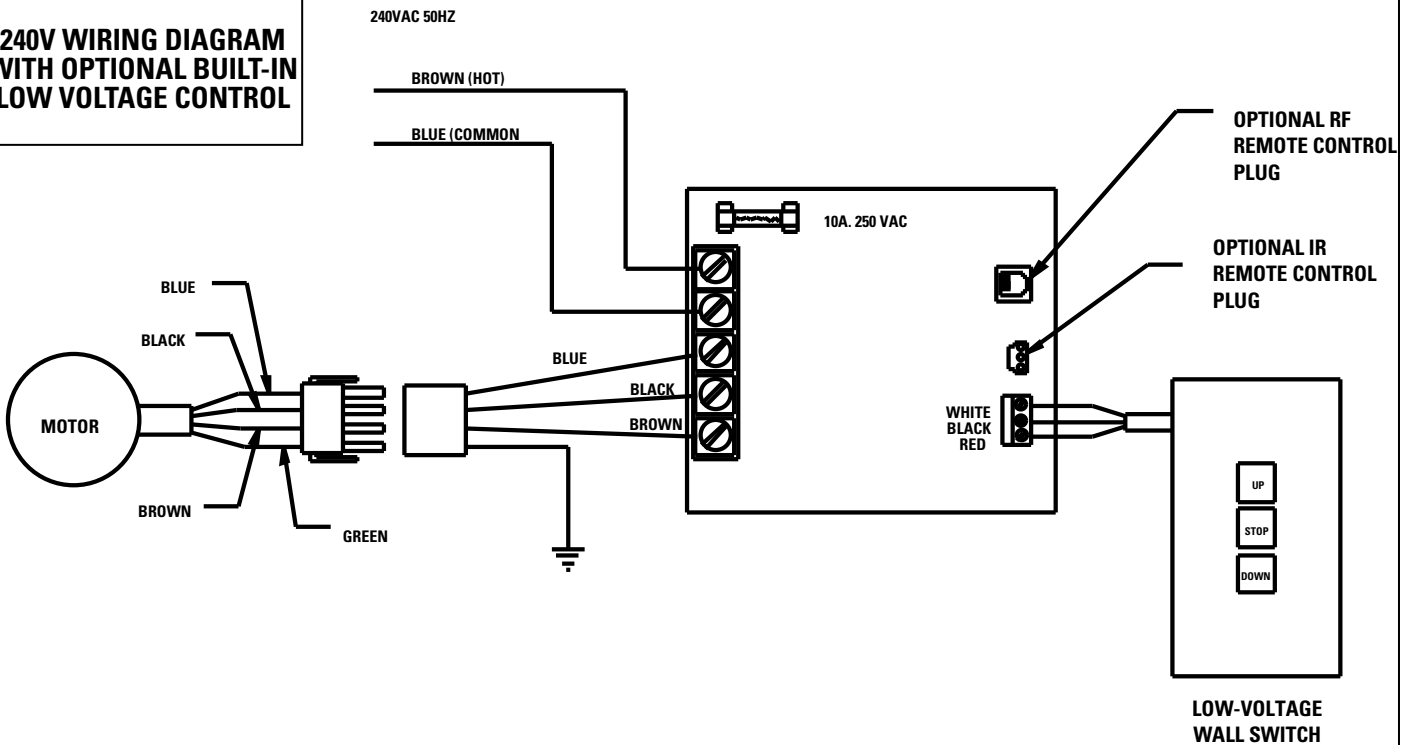 240V WIRING DIAGRAM
WITH OPTIONAL BUILT-IN
LOW VOLTAGE CONTROL
240VAC 50HZ
BROWN (HOT)
BLUE (COMMON
OPTIONAL RF
REMOTE CONTROL
PLUG
10A. 250 VAC
OPTIONAL IR
REMOTE CONTROL
PLUG
BLUE
BLACK
MOTOR
BROWN
GREEN
BLUE
BLACK
BROWN
WHITE
BLACK
RED
UP
STOP
DOWN
LOW-VOLTAGE
WALL SWITCH